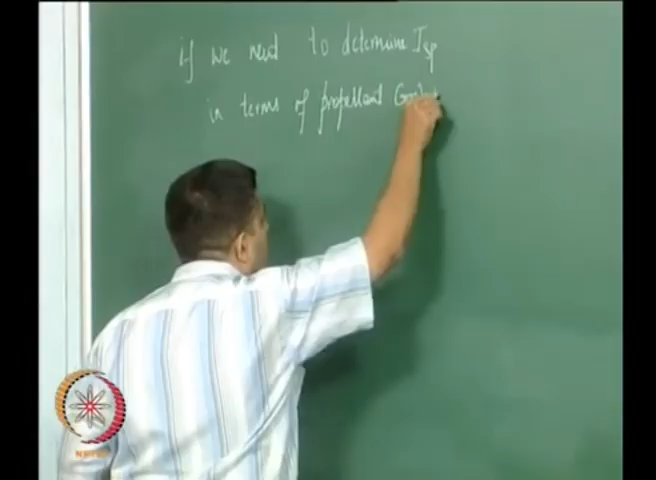 if we need to determine Isp
in terms of propellant